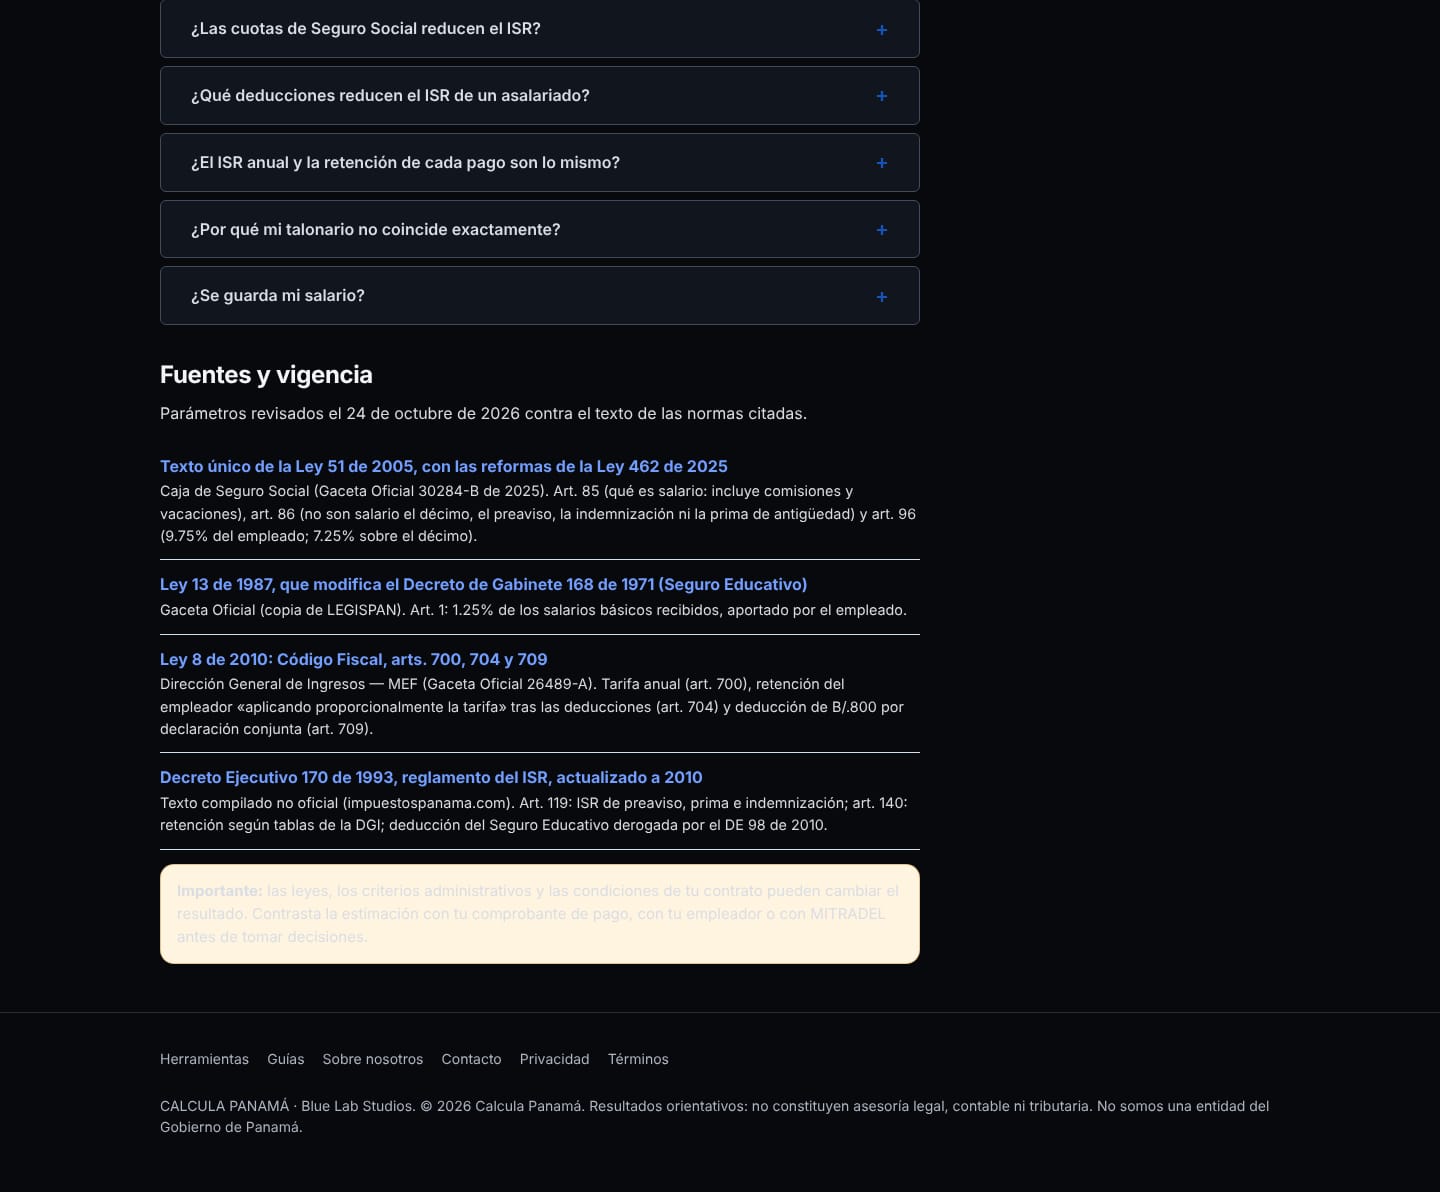 ¿Las cuotas de Seguro Social reducen el ISR? +
¿Qué deducciones reducen el ISR de un asalariado? +
¿El ISR anual y la retención de cada pago son lo mismo? +
¿Por qué mi talonario no coincide exactamente? +
¿Se guarda mi salario? +
Fuentes y vigencia
Parámetros revisados el 24 de octubre de 2026 contra el texto de las normas citadas.
Texto único de la Ley 51 de 2005, con las reformas de la Ley 462 de 2025
Caja de Seguro Social (Gaceta Oficial 30284-B de 2025). Art. 85 (qué es salario: incluye comisiones y
vacaciones), art. 86 (no son salario el décimo, el preaviso, la indemnización ni la prima de antigüedad) y art. 96
(9.75% del empleado; 7.25% sobre el décimo).
Ley 13 de 1987, que modifica el Decreto de Gabinete 168 de 1971 (Seguro Educativo)
Gaceta Oficial (copia de LEGISPAN). Art. 1: 1.25% de los salarios básicos recibidos, aportado por el empleado.
Ley 8 de 2010: Código Fiscal, arts. 700, 704 y 709
Dirección General de Ingresos — MEF (Gaceta Oficial 26489-A). Tarifa anual (art. 700), retención del
empleador «aplicando proporcionalmente la tarifa» tras las deducciones (art. 704) y deducción de B/.800 por
declaración conjunta (art. 709).
Decreto Ejecutivo 170 de 1993, reglamento del ISR, actualizado a 2010
Texto compilado no oficial (impuestospanama.com). Art. 119: ISR de preaviso, prima e indemnización; art. 140:
retención según tablas de la DGI; deducción del Seguro Educativo derogada por el DE 98 de 2010.
Importante: las leyes, los criterios administrativos y las condiciones de tu contrato pueden cambiar el
resultado. Contrasta la estimación con tu comprobante de pago, con tu empleador o con MITRADEL
antes de tomar decisiones.
Herramientas Guías Sobre nosotros Contacto Privacidad Términos
CALCULA PANAMÁ · Blue Lab Studios. © 2026 Calcula Panamá. Resultados orientativos: no constituyen asesoría legal, contable ni tributaria. No somos una entidad del
Gobierno de Panamá.